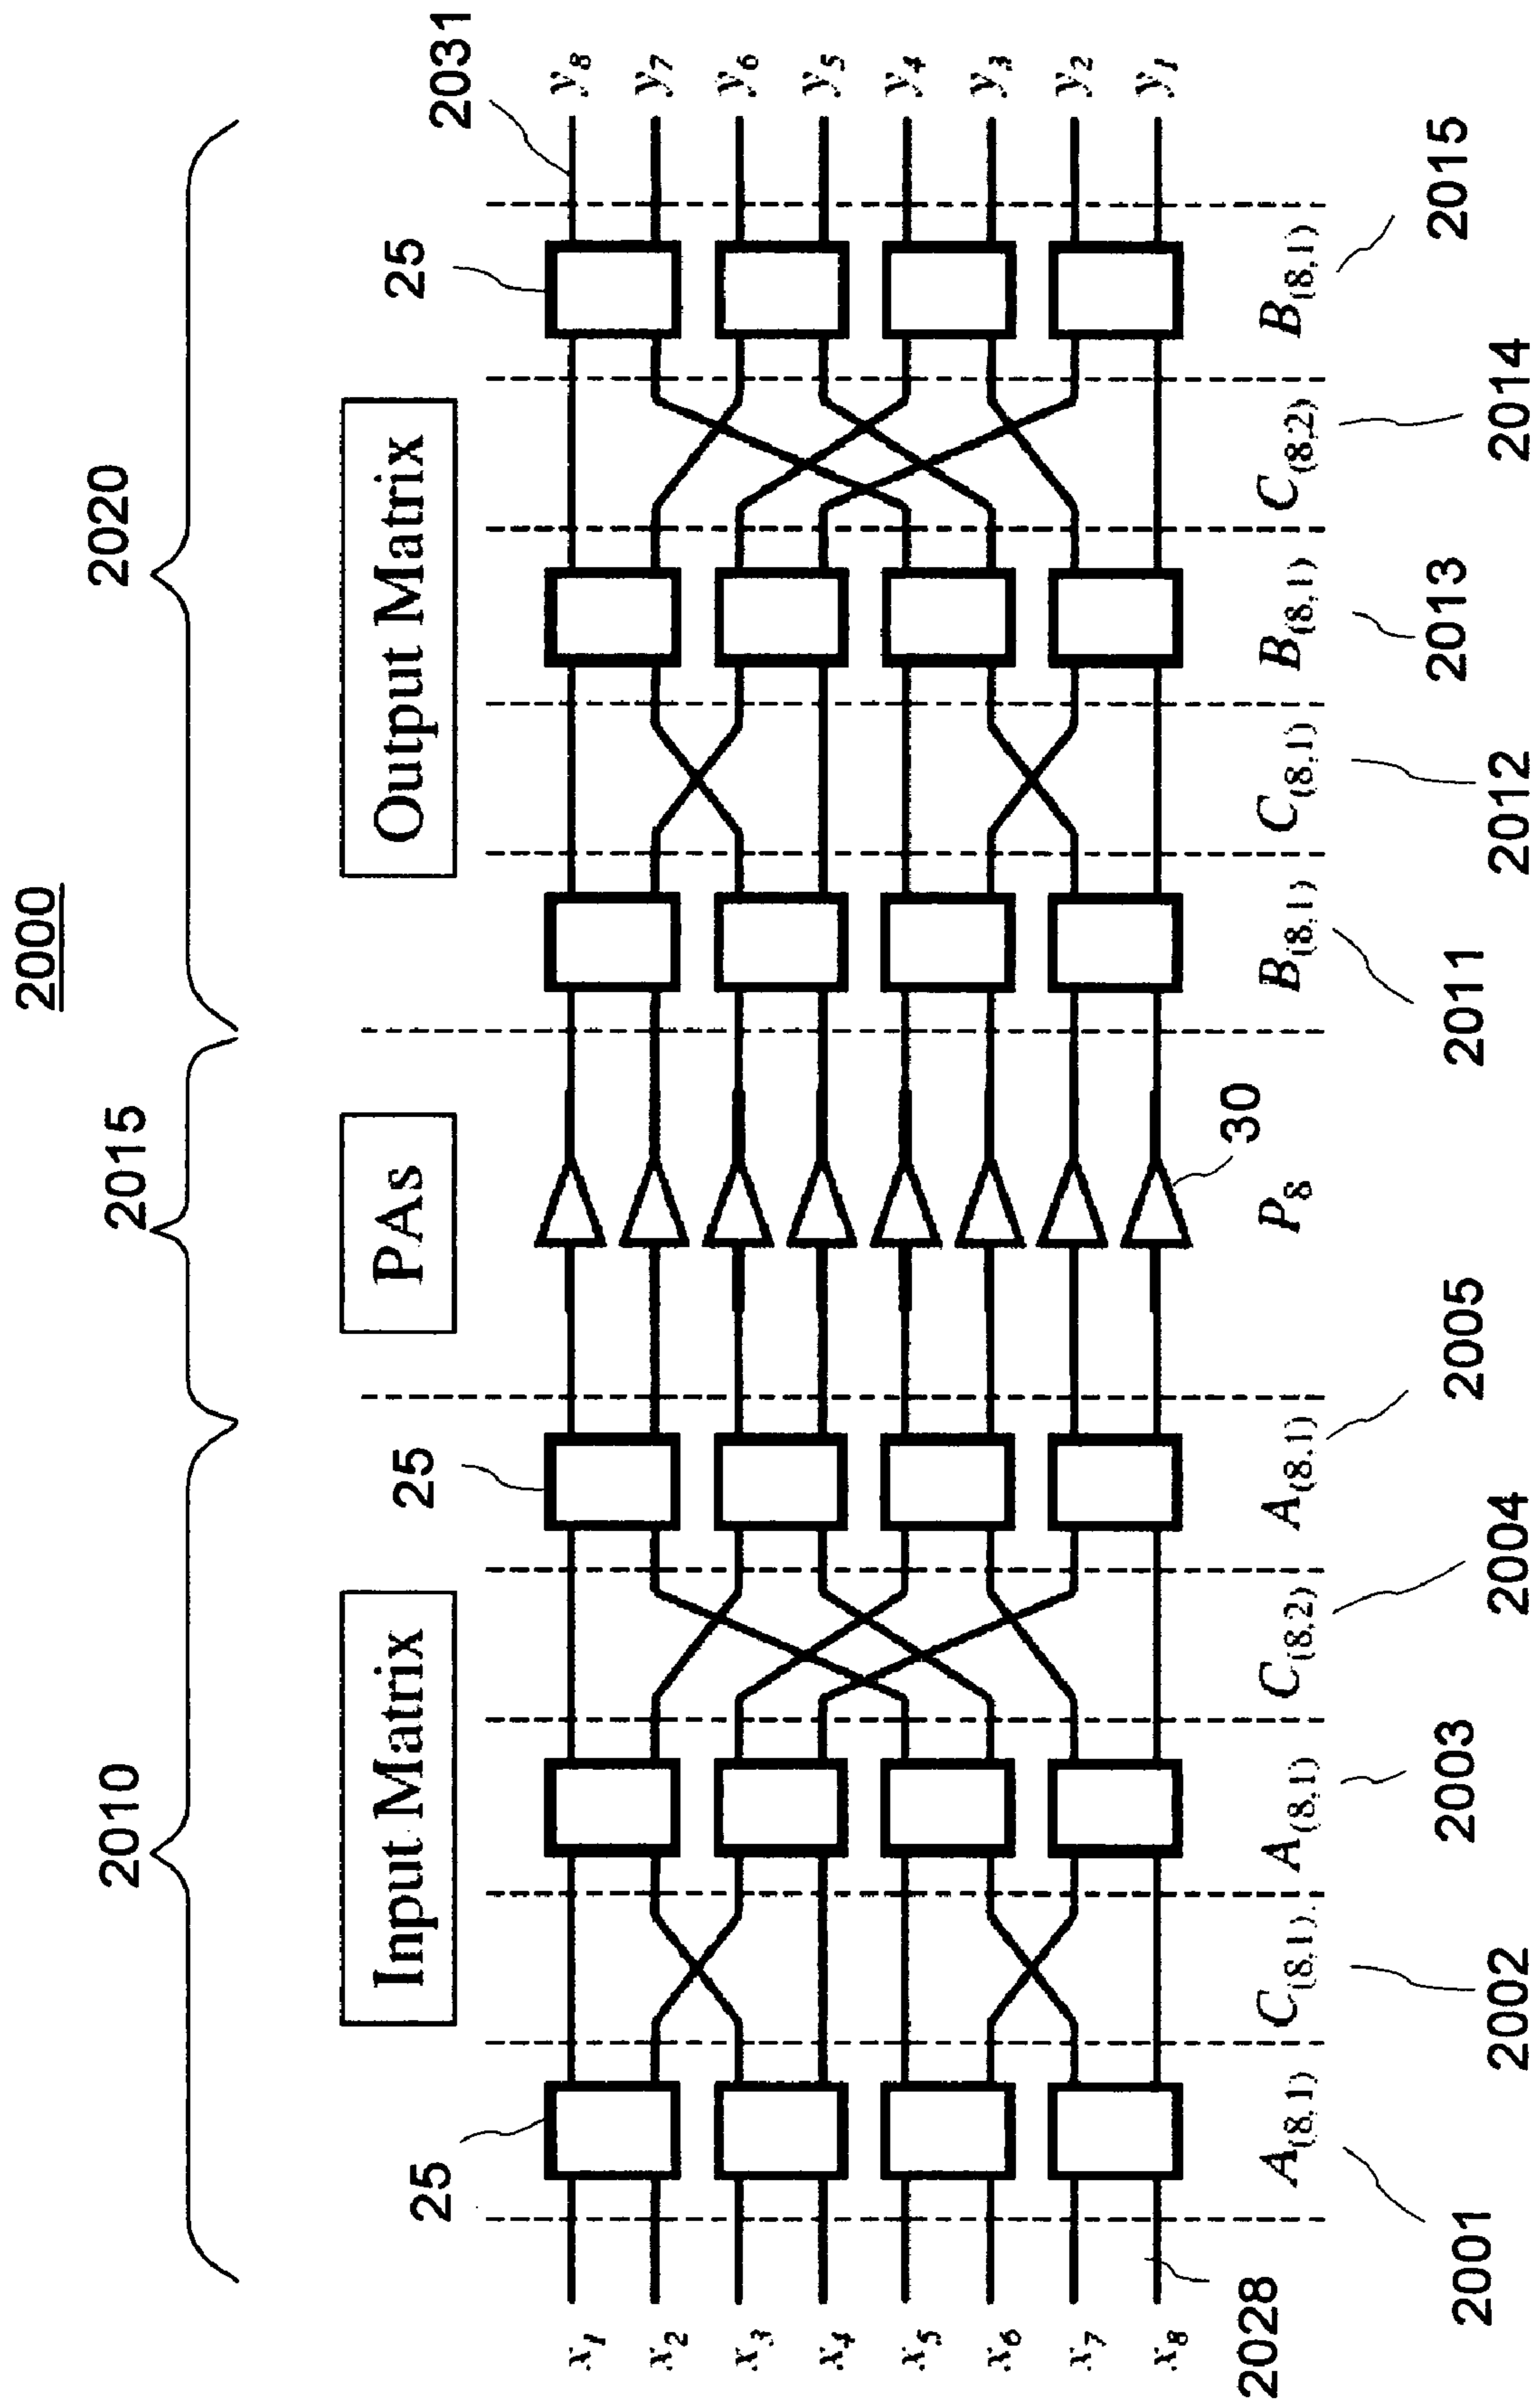 2000
2010
2015
2020
Input Matrix
PAs
Output Matrix
25
25
25
2031
x1
x2
x3
x4
x5
x6
x7
x8
y8
y7
y6
y5
y4
y3
y2
y1
2028
30
A(8,1)
C(8,1)
A(8,1)
C(8,2)
A(8,1)
P8
B(8,1)
C(8,1)
B(8,1)
C(8,2)
B(8,1)
2001
2002
2003
2004
2005
2011
2012
2013
2014
2015